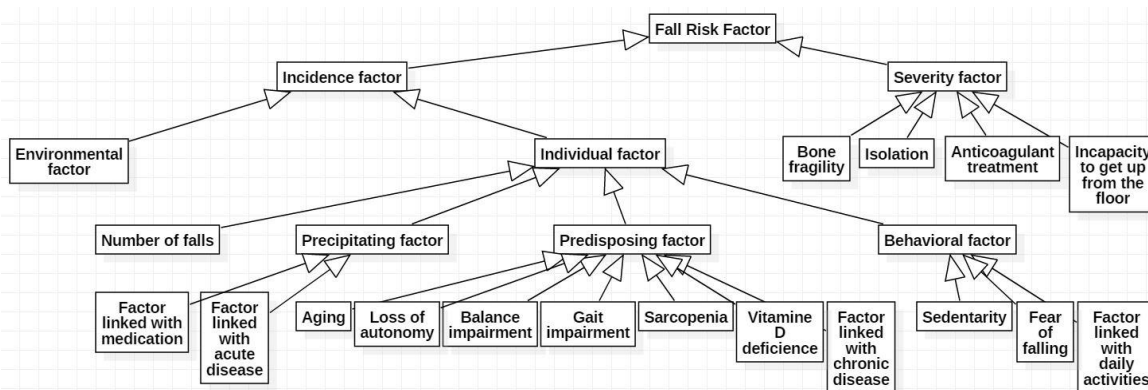 Fall Risk Factor
Incidence factor
Severity factor
Environmental
factor
Individual factor
Bone
fragility
Isolation
Anticoagulant
treatment
Incapacity
to get up
from the
floor
Number of falls
Precipitating factor
Predisposing factor
Behavioral factor
Factor
linked with
medication
Factor
linked
with
acute
disease
Aging
Loss of
autonomy
Balance
impairment
Gait
impairment
Sarcopenia
Vitamine
D
deficience
Factor
linked
with
chronic
disease
Sedentarity
Fear
of
falling
Factor
linked
with
daily
activities